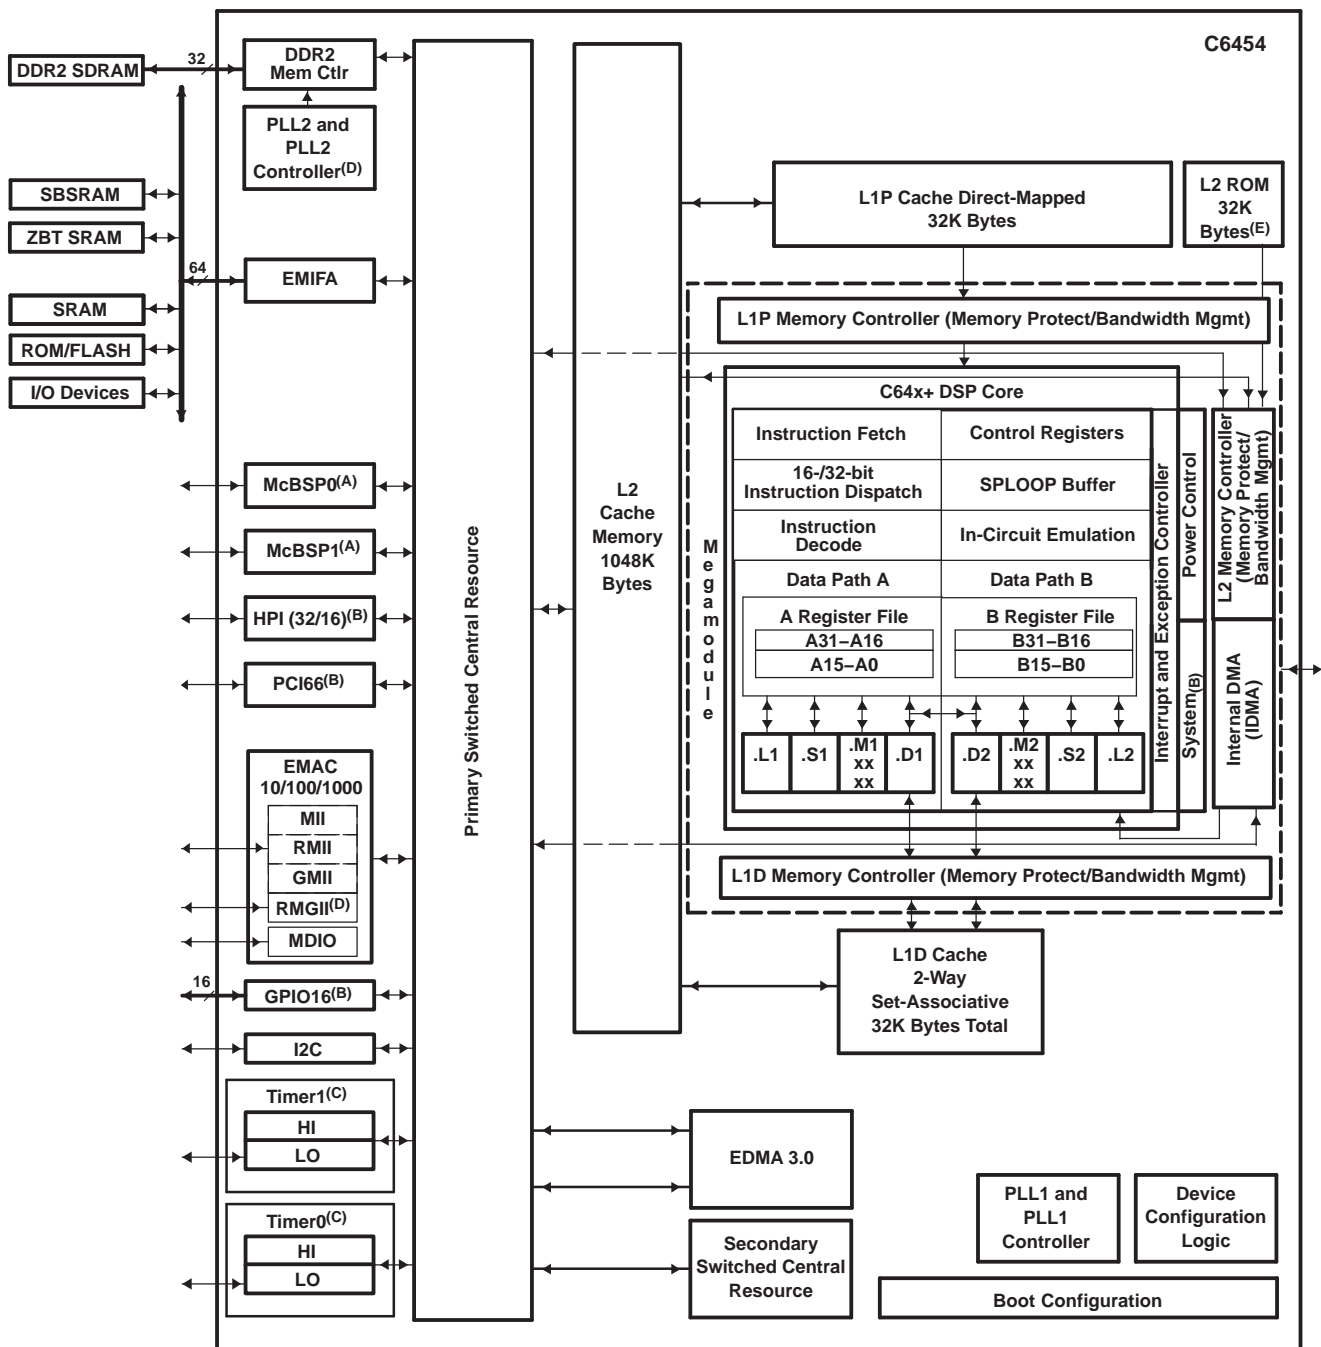 C6454
DDR2 SDRAM
32
DDR2
Mem Ctlr
PLL2 and
PLL2
Controller(D)
SBSRAM
ZBT SRAM
64
EMIFA
SRAM
ROM/FLASH
I/O Devices
McBSP0(A)
McBSP1(A)
HPI (32/16)(B)
PCI66(B)
EMAC
10/100/1000
MII
RMII
GMII
RMGII(D)
MDIO
16
GPIO16(B)
I2C
Timer1(C)
HI
LO
Timer0(C)
HI
LO
Primary Switched Central Resource
L2
Cache
Memory
1048K
Bytes
L1P Cache Direct-Mapped
32K Bytes
L2 ROM
32K
Bytes(E)
L1P Memory Controller (Memory Protect/Bandwidth Mgmt)
Megamodule
C64x+ DSP Core
Instruction Fetch
Control Registers
16-/32-bit
Instruction Dispatch
SPLOOP Buffer
Instruction
Decode
In-Circuit Emulation
Data Path A
Data Path B
A Register File
A31–A16
A15–A0
B Register File
B31–B16
B15–B0
.L1
.S1
.M1
xx
xx
.D1
.D2
.M2
xx
xx
.S2
.L2
Interrupt and Exception Controller
Power Control
System(B)
L2 Memory Controller
(Memory Protect/
Bandwidth Mgmt)
Internal DMA
(IDMA)
L1D Memory Controller (Memory Protect/Bandwidth Mgmt)
L1D Cache
2-Way
Set-Associative
32K Bytes Total
EDMA 3.0
Secondary
Switched Central
Resource
PLL1 and
PLL1
Controller
Device
Configuration
Logic
Boot Configuration